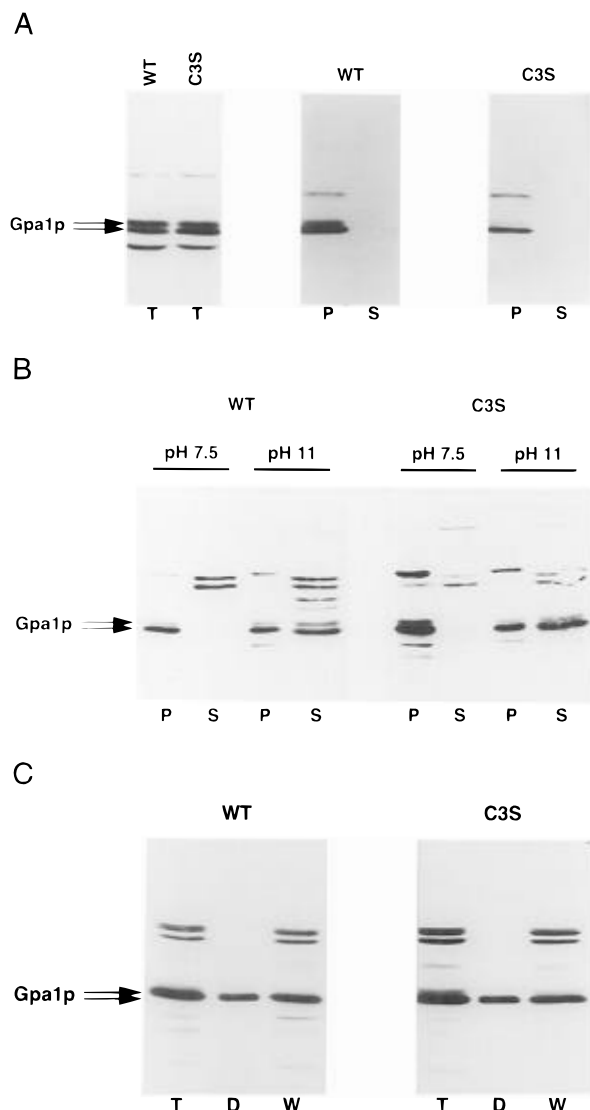 A
WT C3S WT C3S
Gpa1p
T T P S P S
B
WT C3S
pH 7.5 pH 11 pH 7.5 pH 11
Gpa1p
P S P S P S P S
C
WT C3S
Gpa1p
T D W T D W